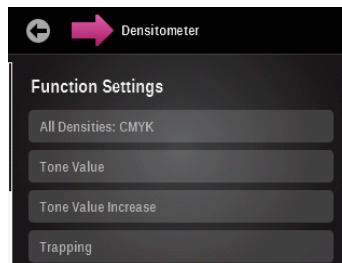 Densitometer
Function Settings
All Densities: CMYK
Tone Value
Tone Value Increase
Trapping